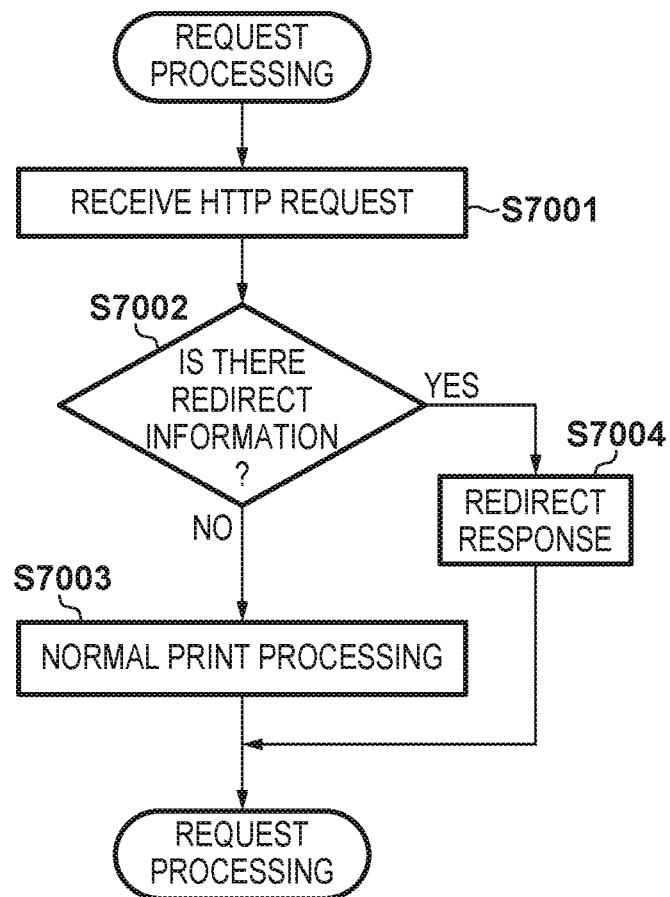 REQUEST
PROCESSING
RECEIVE HTTP REQUEST
S7001
S7002
IS THERE
REDIRECT
INFORMATION
?
YES
NO
S7004
REDIRECT
RESPONSE
S7003
NORMAL PRINT PROCESSING
REQUEST
PROCESSING